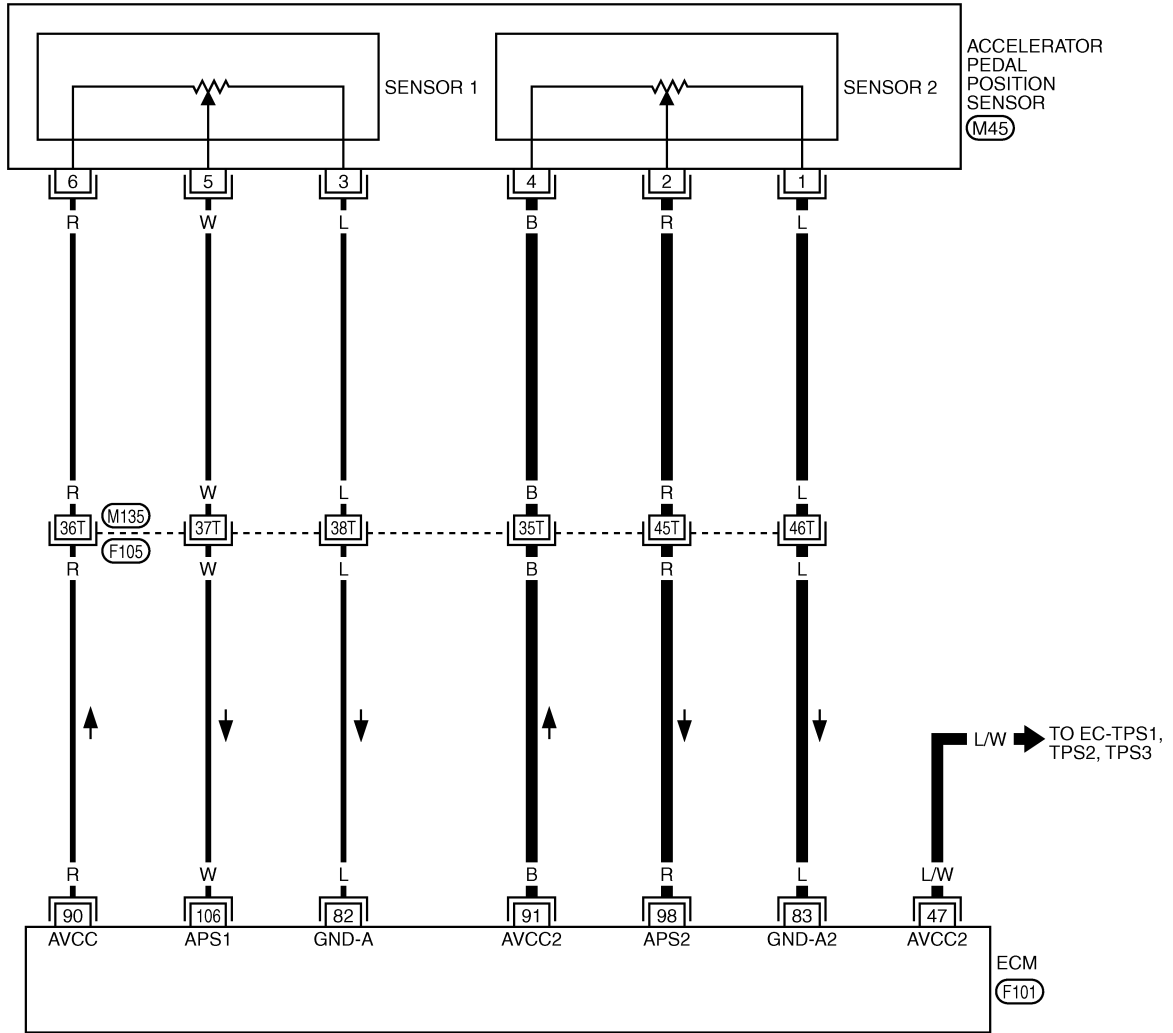 ACCELERATOR
PEDAL
POSITION
SENSOR
M45
SENSOR 1
SENSOR 2
6 5 3 4 2 1
R W L B R L
R W L B R L
36T M135 37T 38T 35T 45T 46T
F105
R W L B R L
L/W
TO EC-TPS1,
TPS2, TPS3
R W L B R L L/W
90 106 82 91 98 83 47
AVCC APS1 GND-A AVCC2 APS2 GND-A2 AVCC2
ECM
F101